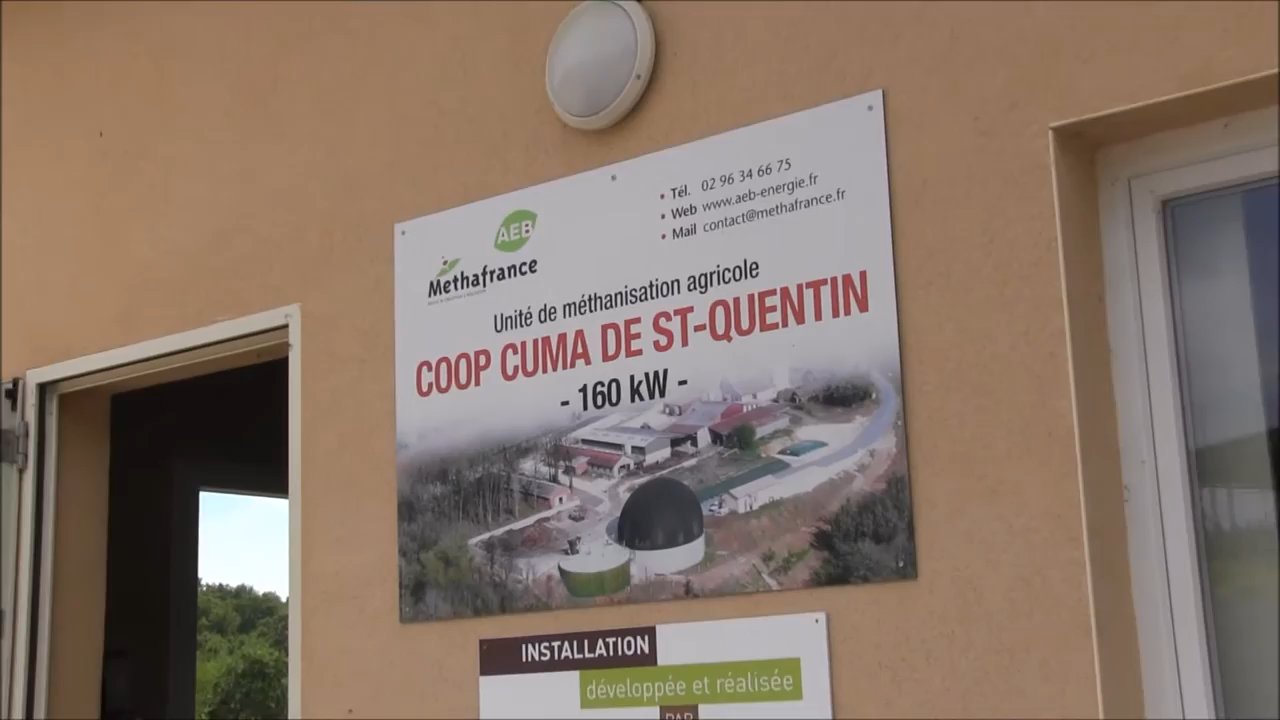 AEB
Methafrance
• Tél. 02 96 34 66 75
• Web www.aeb-energie.fr
• Mail contact@methafrance.fr
Unité de méthanisation agricole
COOP CUMA DE ST-QUENTIN
- 160 kW -
INSTALLATION
développée et réalisée
PAR